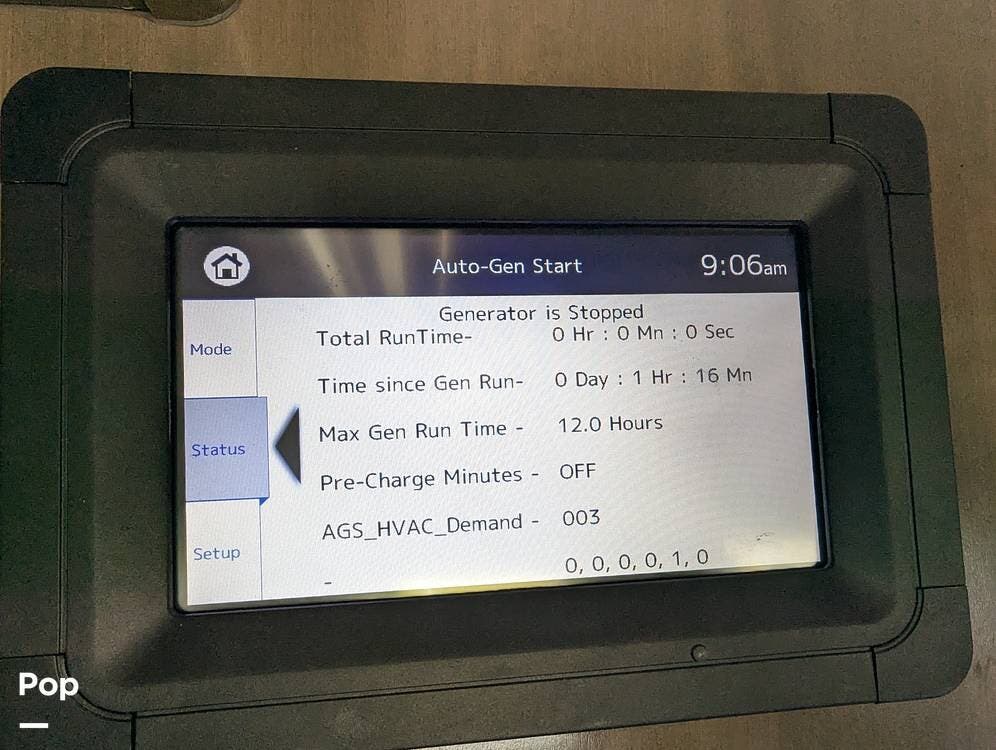 Auto-Gen Start
9:06am
Generator is Stopped
Mode
Total RunTime- 0 Hr : 0 Mn : 0 Sec
Time since Gen Run- 0 Day : 1 Hr : 16 Mn
Max Gen Run Time - 12.0 Hours
Status
Pre-Charge Minutes - OFF
AGS_HVAC_Demand - 003
Setup
- 0, 0, 0, 0, 1, 0
Pop